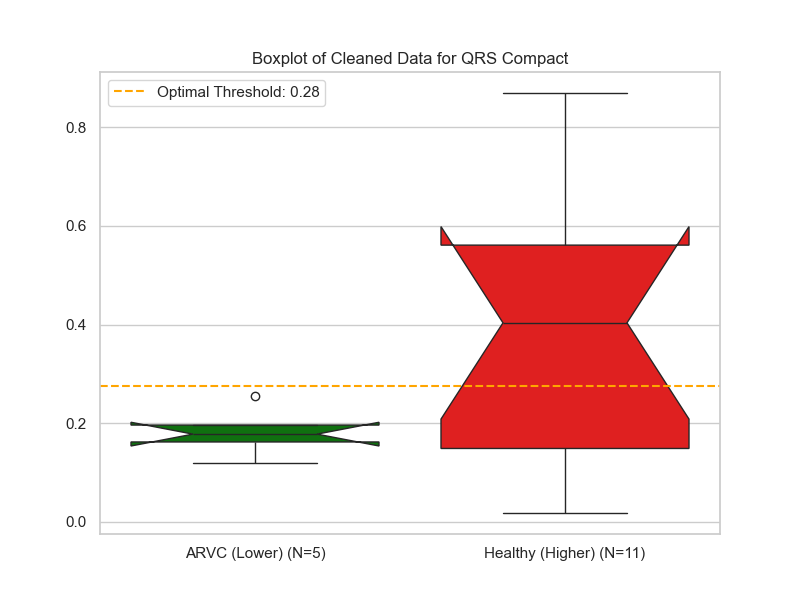 Boxplot of Cleaned Data for QRS Compact
Optimal Threshold: 0.28
0.8
0.6
0.4
0.2
0.0
ARVC (Lower) (N=5)
Healthy (Higher) (N=11)